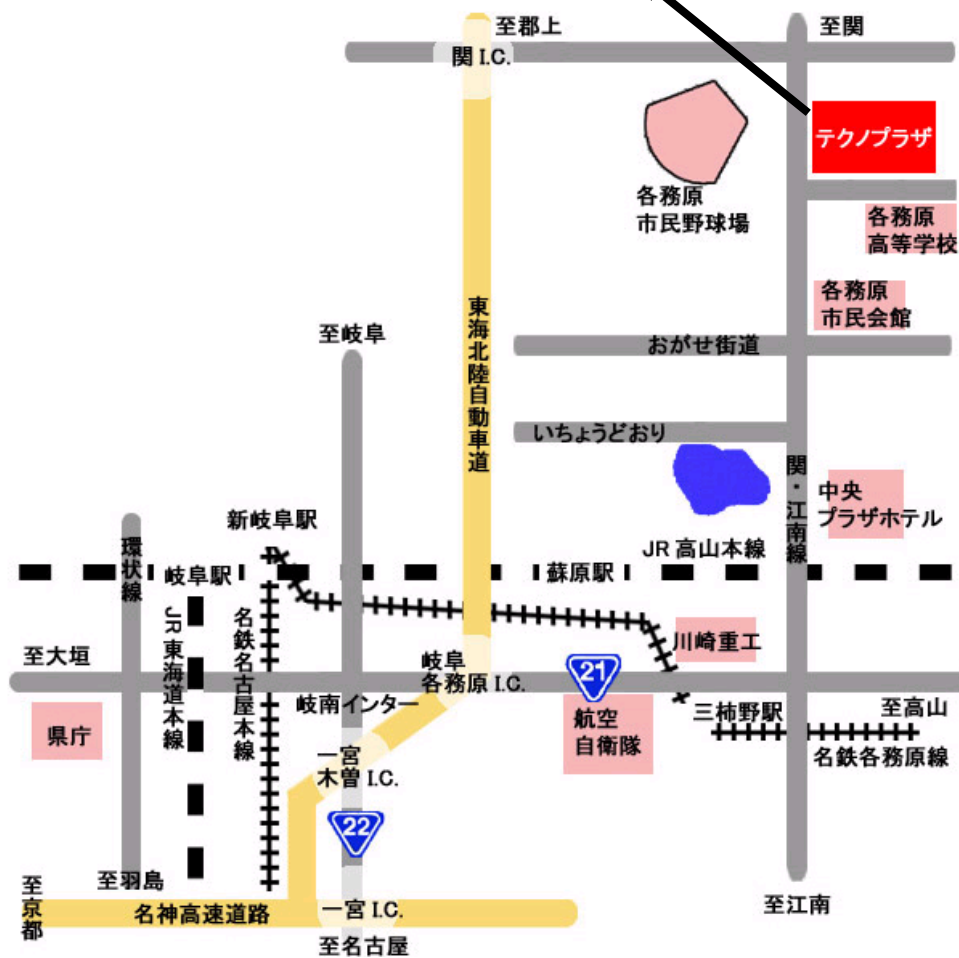 至郡上
至関
関 I.C.
テクノプラザ
各務原
市民野球場
各務原
高等学校
各務原
市民会館
至岐阜
おがせ街道
東海北陸自動車道
いちょうどおり
関・江南線
中央
プラザホテル
新岐阜駅
JR 高山本線
環状線
岐阜駅
蘇原駅
JR 東海道本線
名鉄名古屋本線
川崎重工
至大垣
岐阜
各務原 I.C.
21
岐南インター
県庁
航空
自衛隊
三柿野駅
至高山
名鉄各務原線
一宮
木曽 I.C.
22
至羽島
至京都
名神高速道路
一宮 I.C.
至江南
至名古屋